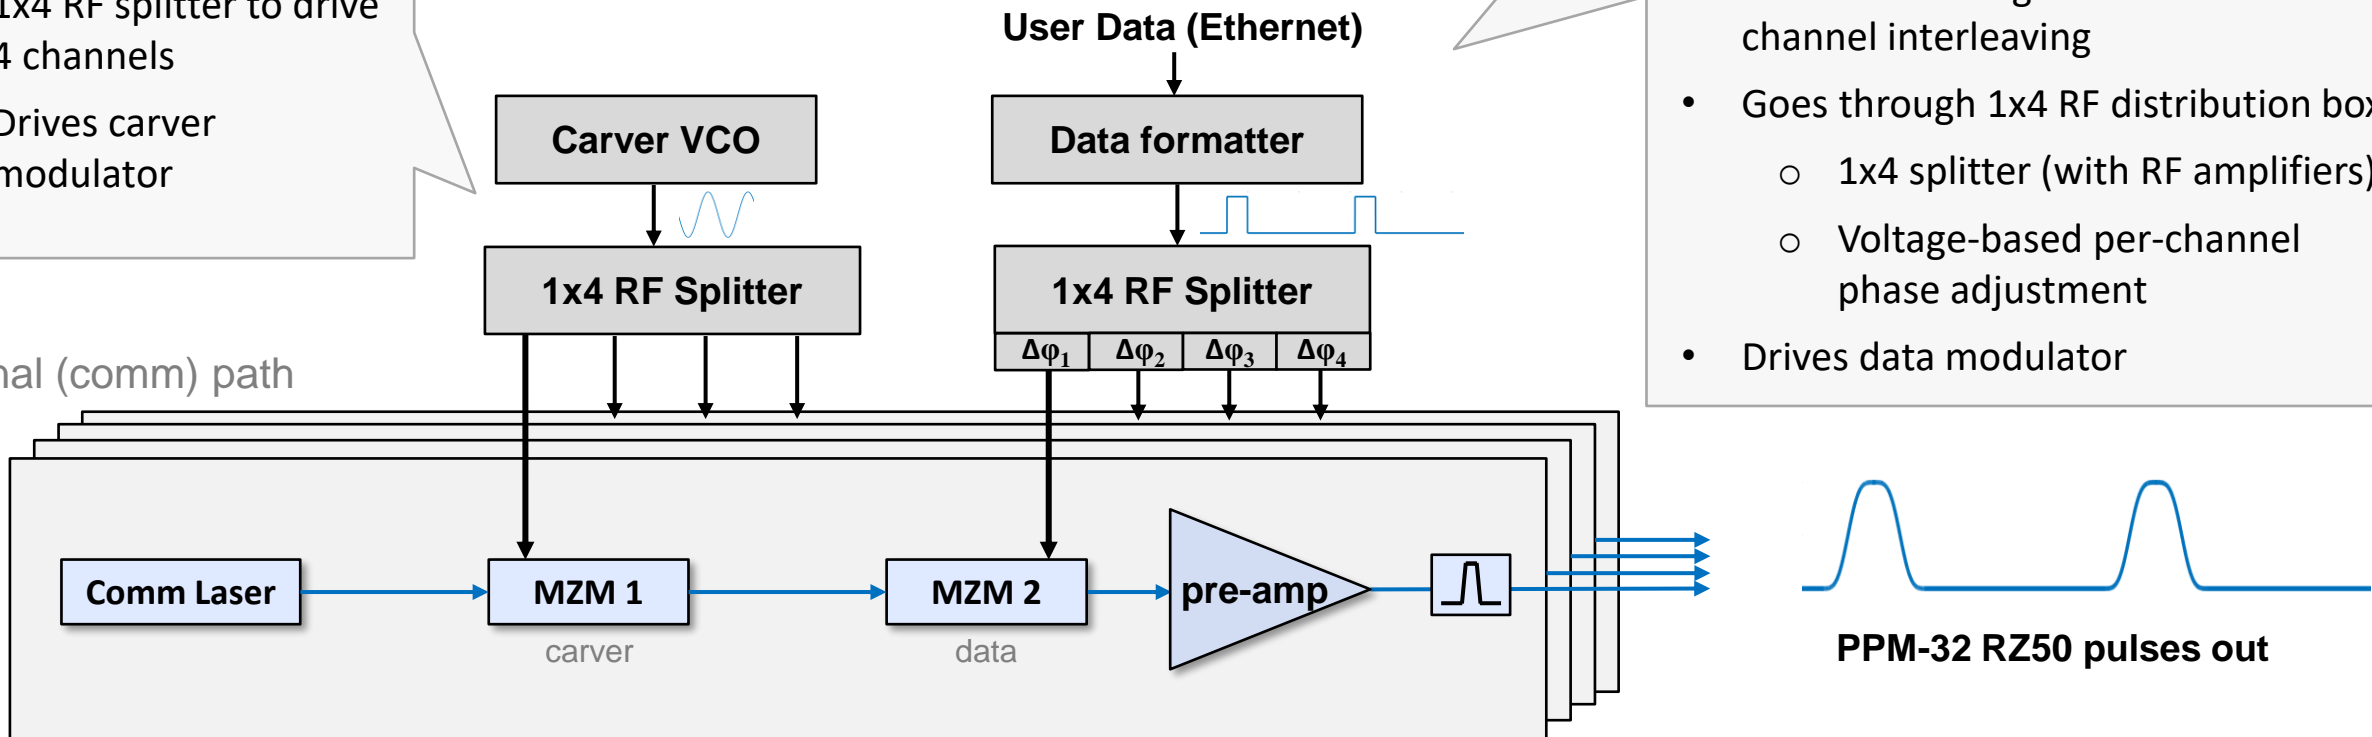 1x4 RF splitter to drive
4 channels
Drives carver
modulator
User Data (Ethernet)
channel interleaving
• Goes through 1x4 RF distribution box
o 1x4 splitter (with RF amplifiers)
o Voltage-based per-channel
phase adjustment
• Drives data modulator
Carver VCO
Data formatter
1x4 RF Splitter
1x4 RF Splitter
Δφ1 Δφ2 Δφ3 Δφ4
(comm) path
Comm Laser
MZM 1
MZM 2
pre-amp
carver
data
PPM-32 RZ50 pulses out